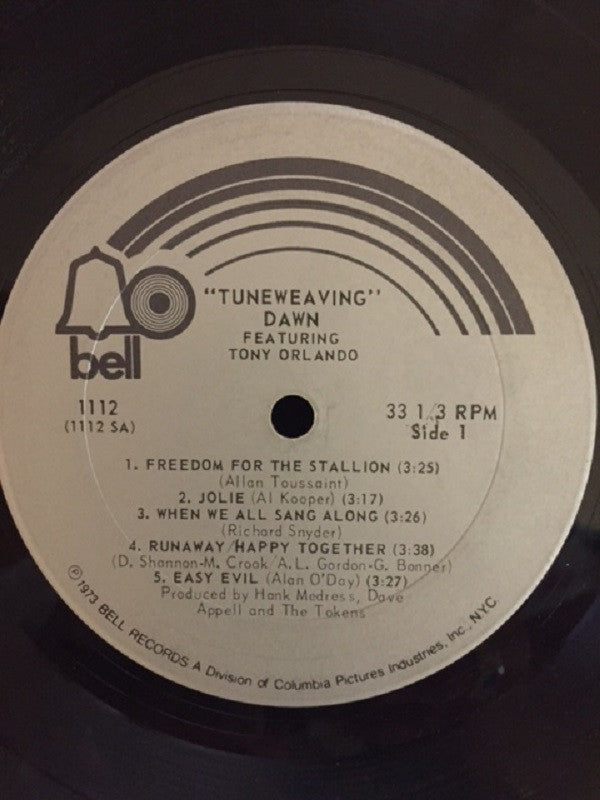 "TUNEWEAVING"
DAWN
FEATURING
TONY ORLANDO
bell
1112
(1112 SA)
33 1/3 RPM
Side 1
1. FREEDOM FOR THE STALLION (3:25)
(Allan Toussaint)
2. JOLIE (Al Kooper) (3:17)
3. WHEN WE ALL SANG ALONG (3:26)
(Richard Snyder)
4. RUNAWAY/HAPPY TOGETHER (3:38)
(D. Shannon-M. Crook/A.L. Gordon-G. Bonner)
5. EASY EVIL (Alan O'Day) (3:27)
Produced by Hank Medress, Dave
Appell and The Tokens
℗1973 BELL RECORDS A Division of Columbia Pictures Industries, Inc., NYC